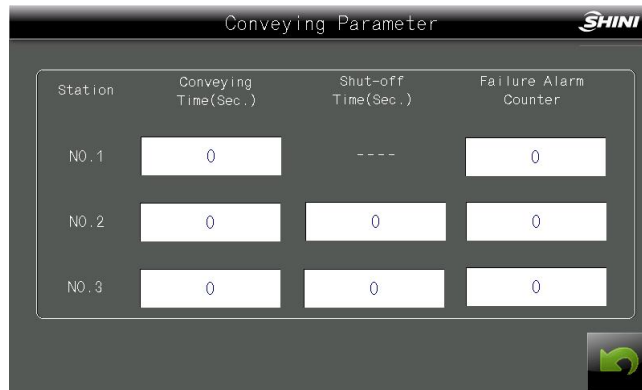 Conveying Parameter
SHINI
Station
Conveying
Time(Sec.)
Shut-off
Time(Sec.)
Failure Alarm
Counter
NO.1 0 ---- 0
NO.2 0 0 0
NO.3 0 0 0